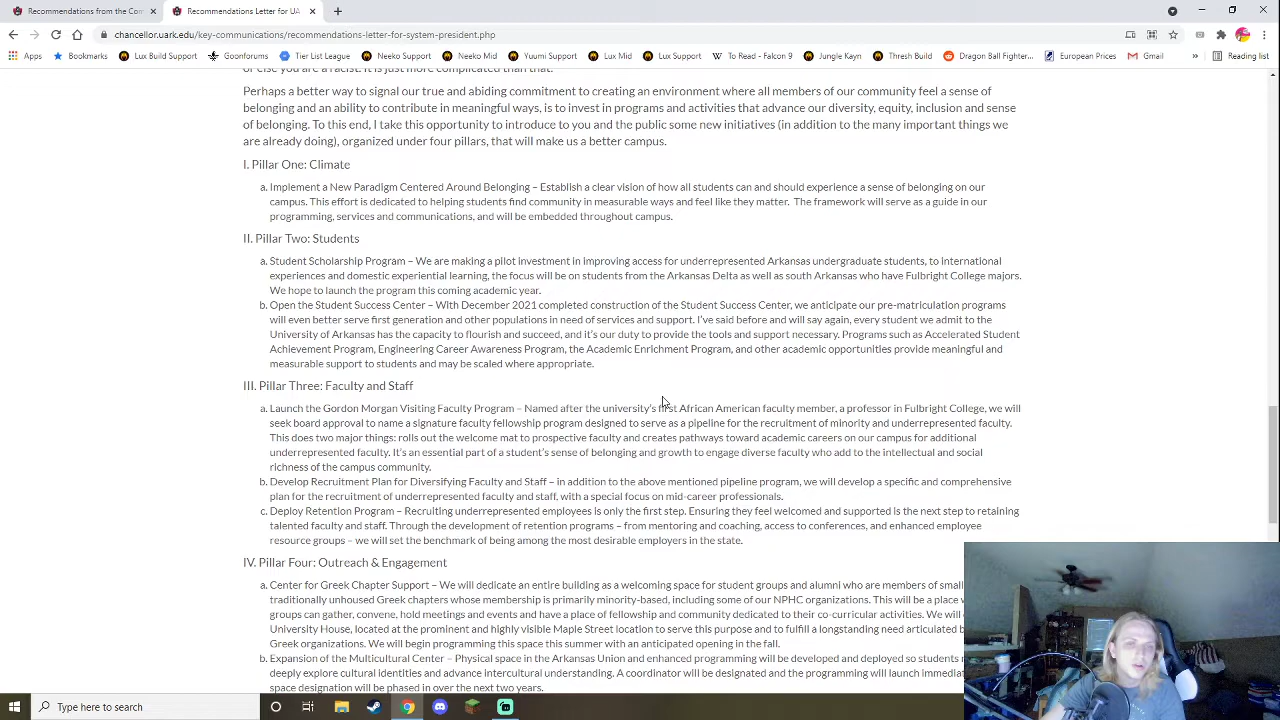 Recommendations from the Com
Recommendations Letter for UA
chancellor.uark.edu/key-communications/recommendations-letter-for-system-president.php
Apps Bookmarks Lux Build Support Goonforums Tier List League Neeko Support Neeko Mid Yuumi Support Lux Mid Lux Support To Read - Falcon 9 Jungle Kayn Thresh Build Dragon Ball Fighter... European Prices Gmail » Reading list
or else you are a racist. It is just more complicated than that.
Perhaps a better way to signal our true and abiding commitment to creating an environment where all members of our community feel a sense of
belonging and an ability to contribute in meaningful ways, is to invest in programs and activities that advance our diversity, equity, inclusion and sense
of belonging. To this end, I take this opportunity to introduce to you and the public some new initiatives (in addition to the many important things we
are already doing), organized under four pillars, that will make us a better campus.
I. Pillar One: Climate
a. Implement a New Paradigm Centered Around Belonging – Establish a clear vision of how all students can and should experience a sense of belonging on our
campus. This effort is dedicated to helping students find community in measurable ways and feel like they matter. The framework will serve as a guide in our
programming, services and communications, and will be embedded throughout campus.
II. Pillar Two: Students
a. Student Scholarship Program – We are making a pilot investment in improving access for underrepresented Arkansas undergraduate students, to international
experiences and domestic experiential learning, the focus will be on students from the Arkansas Delta as well as south Arkansas who have Fulbright College majors.
We hope to launch the program this coming academic year.
b. Open the Student Success Center – With December 2021 completed construction of the Student Success Center, we anticipate our pre-matriculation programs
will even better serve first generation and other populations in need of services and support. I've said before and will say again, every student we admit to the
University of Arkansas has the capacity to flourish and succeed, and it's our duty to provide the tools and support necessary. Programs such as Accelerated Student
Achievement Program, Engineering Career Awareness Program, the Academic Enrichment Program, and other academic opportunities provide meaningful and
measurable support to students and may be scaled where appropriate.
III. Pillar Three: Faculty and Staff
a. Launch the Gordon Morgan Visiting Faculty Program – Named after the university's first African American faculty member, a professor in Fulbright College, we will
seek board approval to name a signature faculty fellowship program designed to serve as a pipeline for the recruitment of minority and underrepresented faculty.
This does two major things: rolls out the welcome mat to prospective faculty and creates pathways toward academic careers on our campus for additional
underrepresented faculty. It's an essential part of a student's sense of belonging and growth to engage diverse faculty who add to the intellectual and social
richness of the campus community.
b. Develop Recruitment Plan for Diversifying Faculty and Staff – in addition to the above mentioned pipeline program, we will develop a specific and comprehensive
plan for the recruitment of underrepresented faculty and staff, with a special focus on mid-career professionals.
c. Deploy Retention Program – Recruiting underrepresented employees is only the first step. Ensuring they feel welcomed and supported is the next step to retaining
talented faculty and staff. Through the development of retention programs – from mentoring and coaching, access to conferences, and enhanced employee
resource groups – we will set the benchmark of being among the most desirable employers in the state.
IV. Pillar Four: Outreach & Engagement
a. Center for Greek Chapter Support – We will dedicate an entire building as a welcoming space for student groups and alumni who are members of small
traditionally unhoused Greek chapters whose membership is primarily minority-based, including some of our NPHC organizations. This will be a place
groups can gather, convene, hold meetings and events and have a place of fellowship and community dedicated to their co-curricular activities. We will
University House, located at the prominent and highly visible Maple Street location to serve this purpose and to fulfill a longstanding need articulated
Greek organizations. We will begin programming this space this summer with an anticipated opening in the fall.
b. Expansion of the Multicultural Center – Physical space in the Arkansas Union and enhanced programming will be developed and deployed so students
deeply explore cultural identities and advance intercultural understanding. A coordinator will be designated and the programming will launch
space designation will be phased in over the next two years.
Type here to search